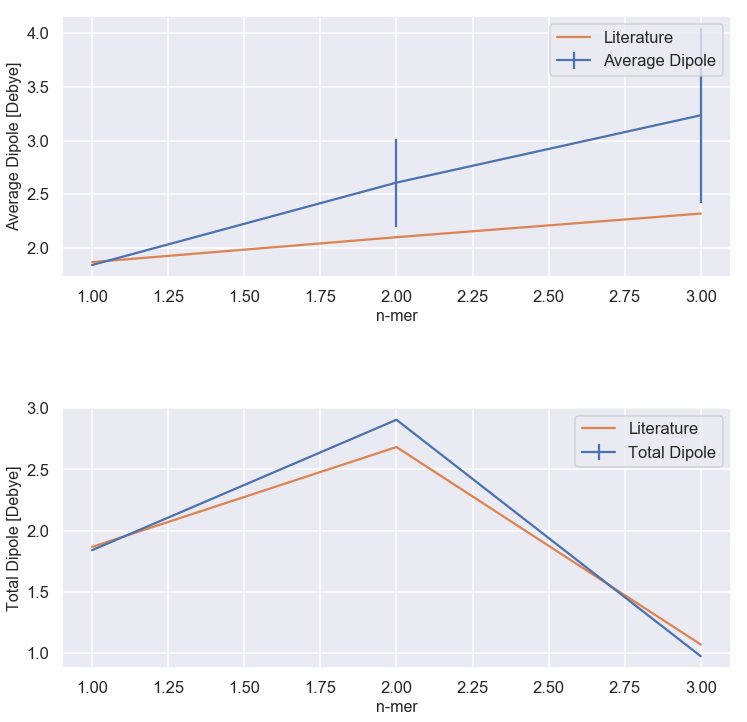 4.0
3.5
3.0
2.5
2.0
Average Dipole [Debye]
Literature
Average Dipole
1.00 1.25 1.50 1.75 2.00 2.25 2.50 2.75 3.00
n-mer
3.0
2.5
2.0
1.5
1.0
Total Dipole [Debye]
Literature
Total Dipole
1.00 1.25 1.50 1.75 2.00 2.25 2.50 2.75 3.00
n-mer